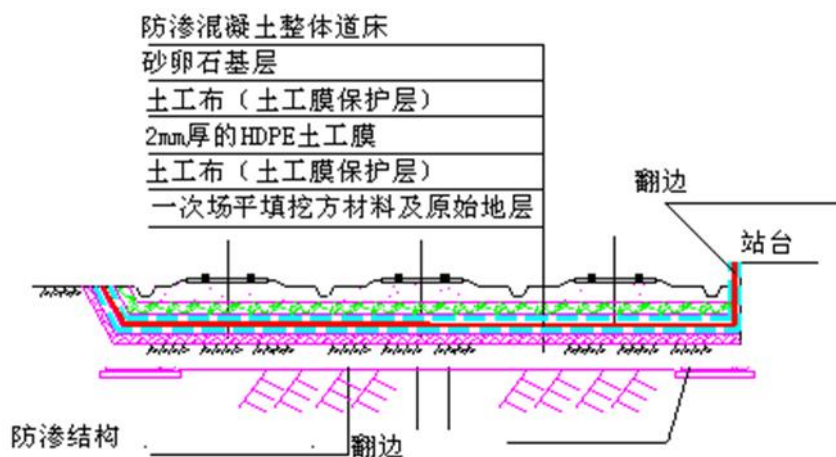 防渗混凝土整体道床
砂卵石基层
土工布（土工膜保护层）
2mm厚的HDPE土工膜
土工布（土工膜保护层）
一次场平填挖方材料及原始地层
翻边
站台
防渗结构
翻边